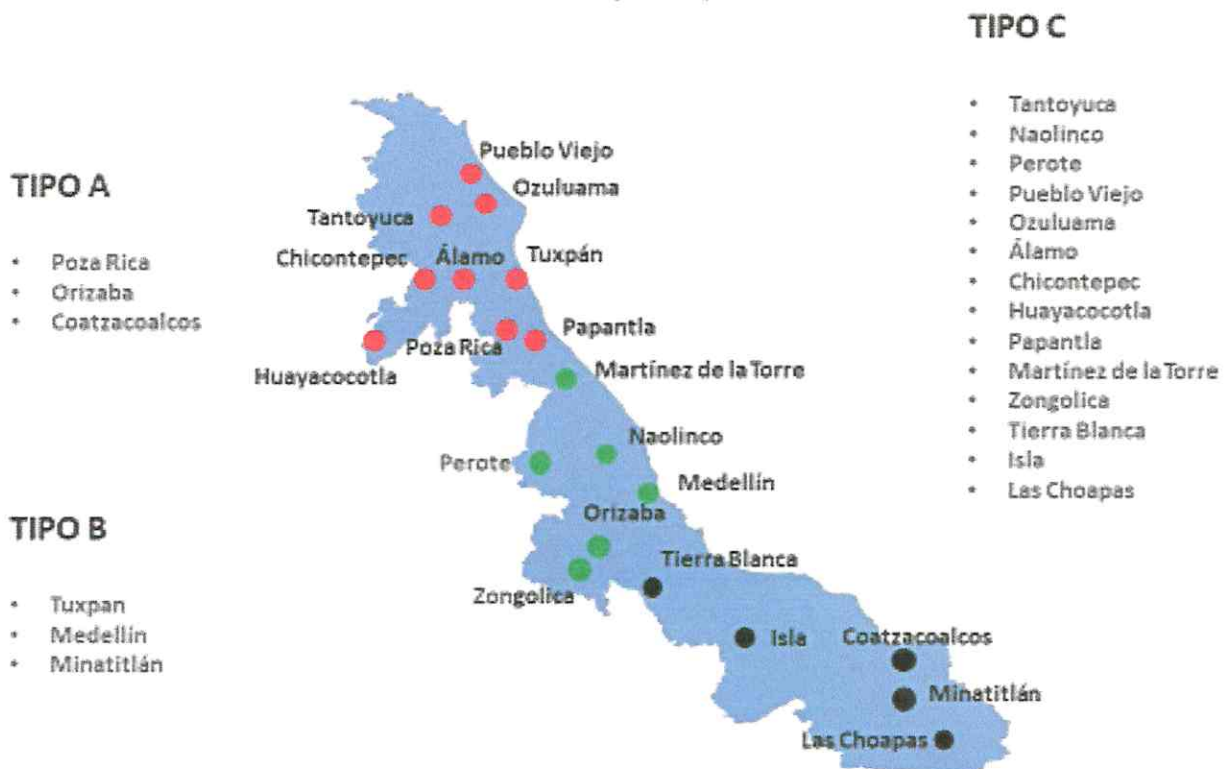 TIPO C
• Tantoyuca
• Naolinco
• Perote
• Pueblo Viejo
• Ozuluama
• Álamo
• Chicontepec
• Huayacocotla
• Papantla
• Martínez de la Torre
• Zongolica
• Tierra Blanca
• Isla
• Las Choapas
TIPO A
• Poza Rica
• Orizaba
• Coatzacoalcos
TIPO B
• Tuxpan
• Medellín
• Minatitlán
Pueblo Viejo
Ozuluama
Tantoyuca
Chicontepec
Álamo
Tuxpán
Papantla
Poza Rica
Huayacocotla
Martínez de la Torre
Naolinco
Perote
Medellín
Orizaba
Tierra Blanca
Zongolica
Isla
Coatzacoalcos
Minatitlán
Las Choapas